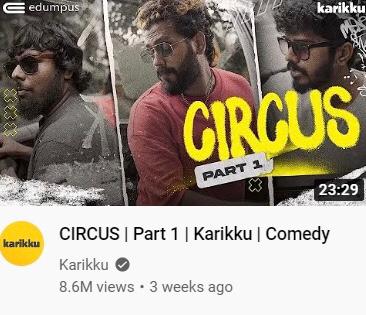 edumpus
karikku
CIRCUS
PART 1
23:29
karikku
CIRCUS | Part 1 | Karikku | Comedy
Karikku
8.6M views • 3 weeks ago